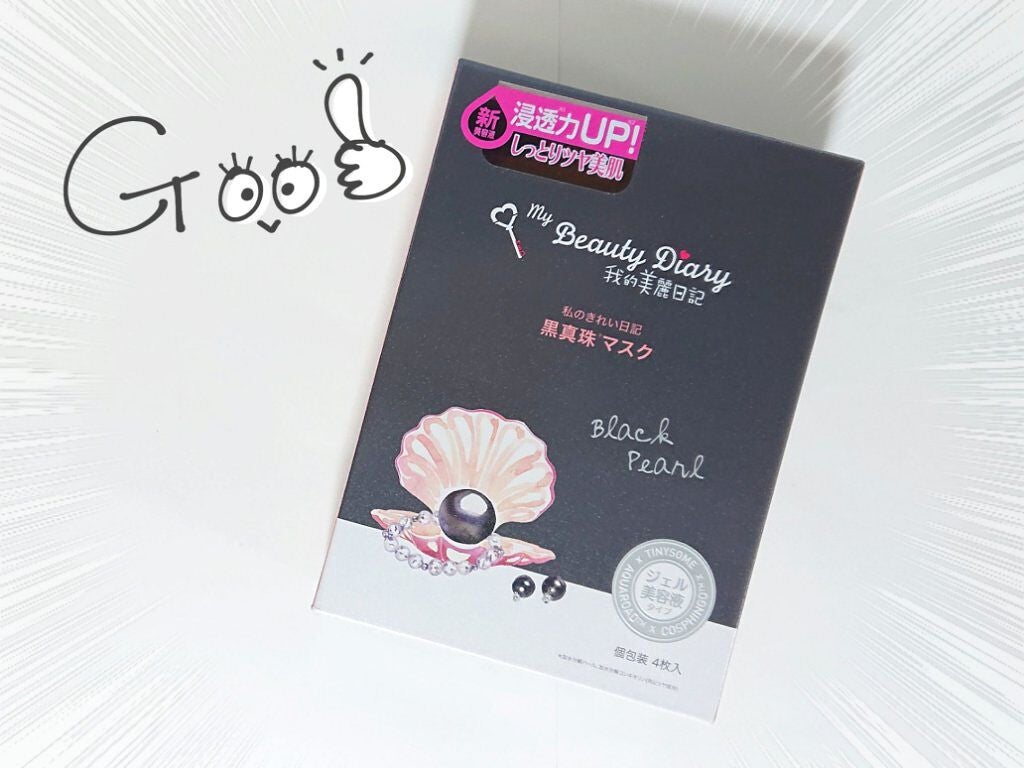 Good
新
美容液
浸透*力UP!
しっとりツヤ美肌
My
Beauty Diary
我的美麗日記
私のきれい日記
黒真珠*マスク
Black
Pearl
TINYSOME
AQUAROAD™ x COSPHINGO
ジェル
美容液
タイプ
個包装 4枚入